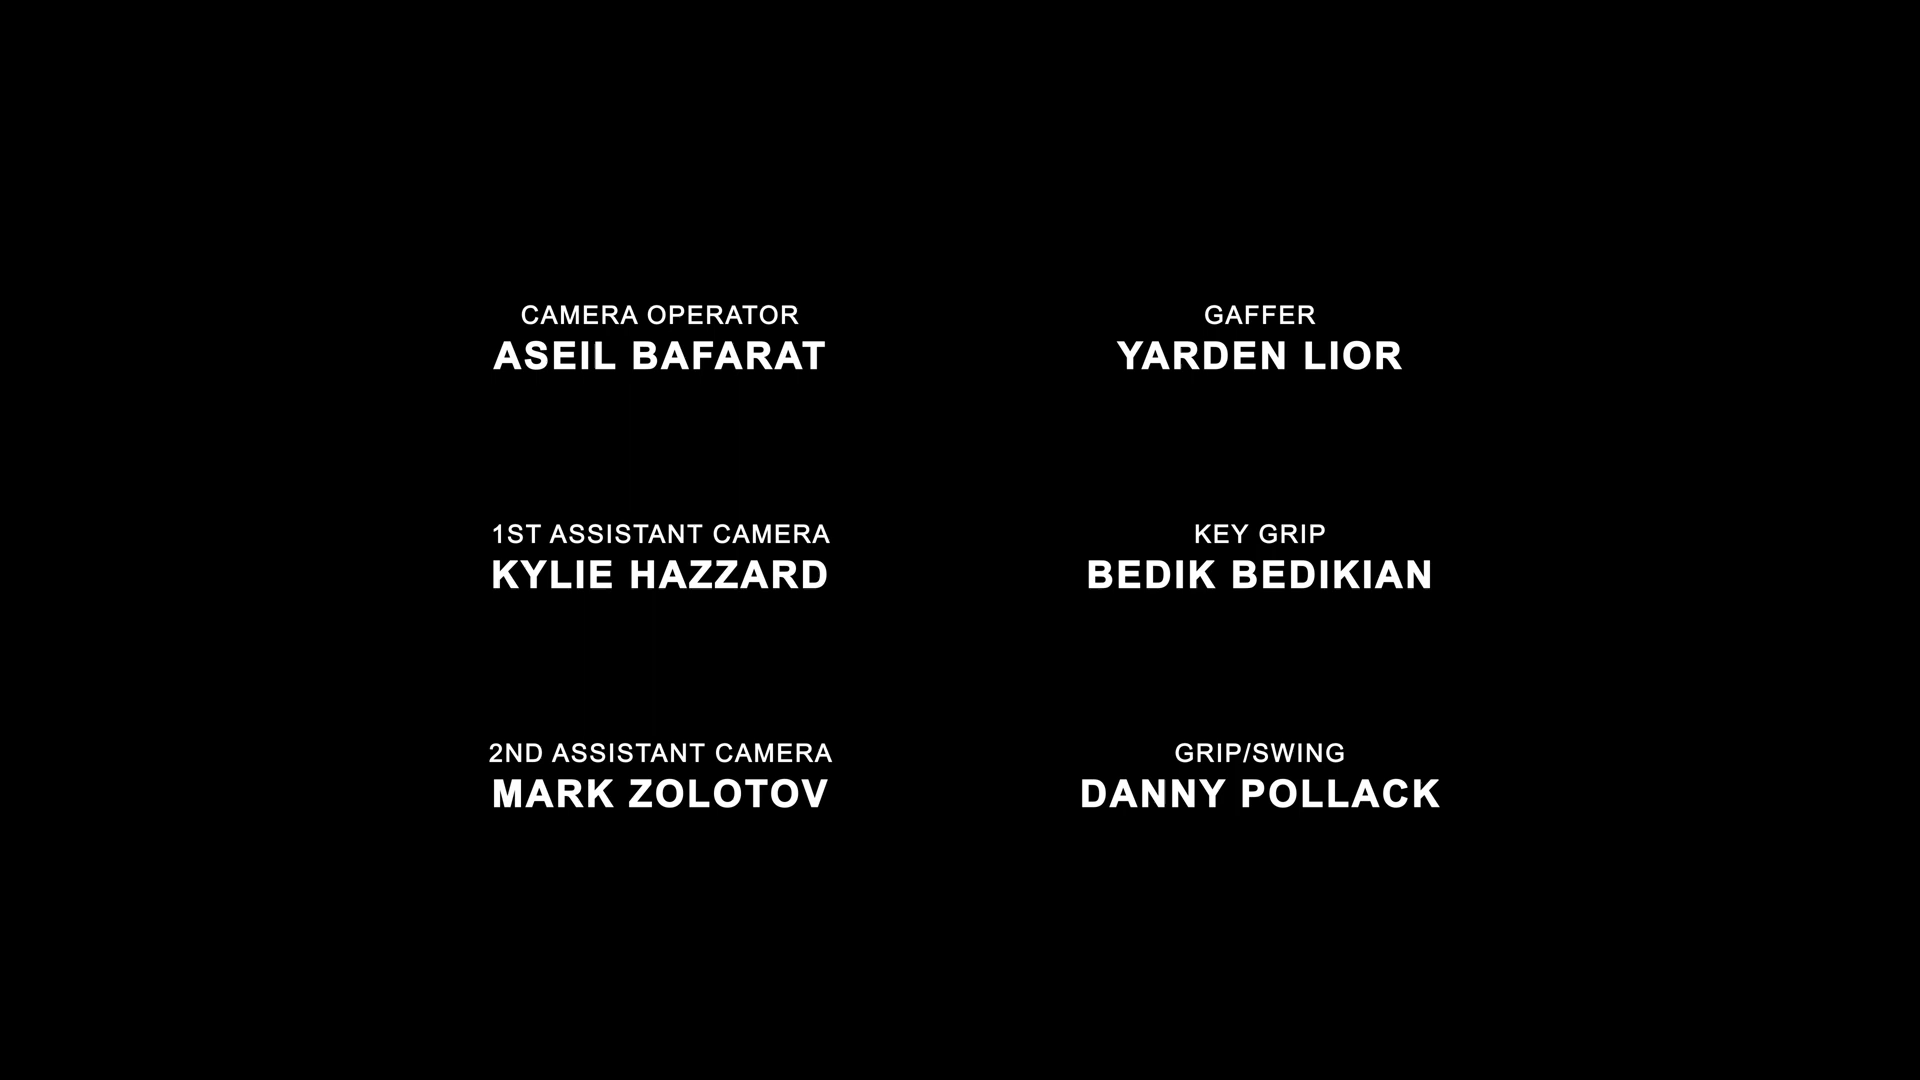 CAMERA OPERATOR
ASEIL BAFARAT
1ST ASSISTANT CAMERA
KYLIE HAZZARD
2ND ASSISTANT CAMERA
MARK ZOLOTOV
GAFFER
YARDEN LIOR
KEY GRIP
BEDIK BEDIKIAN
GRIP/SWING
DANNY POLLACK